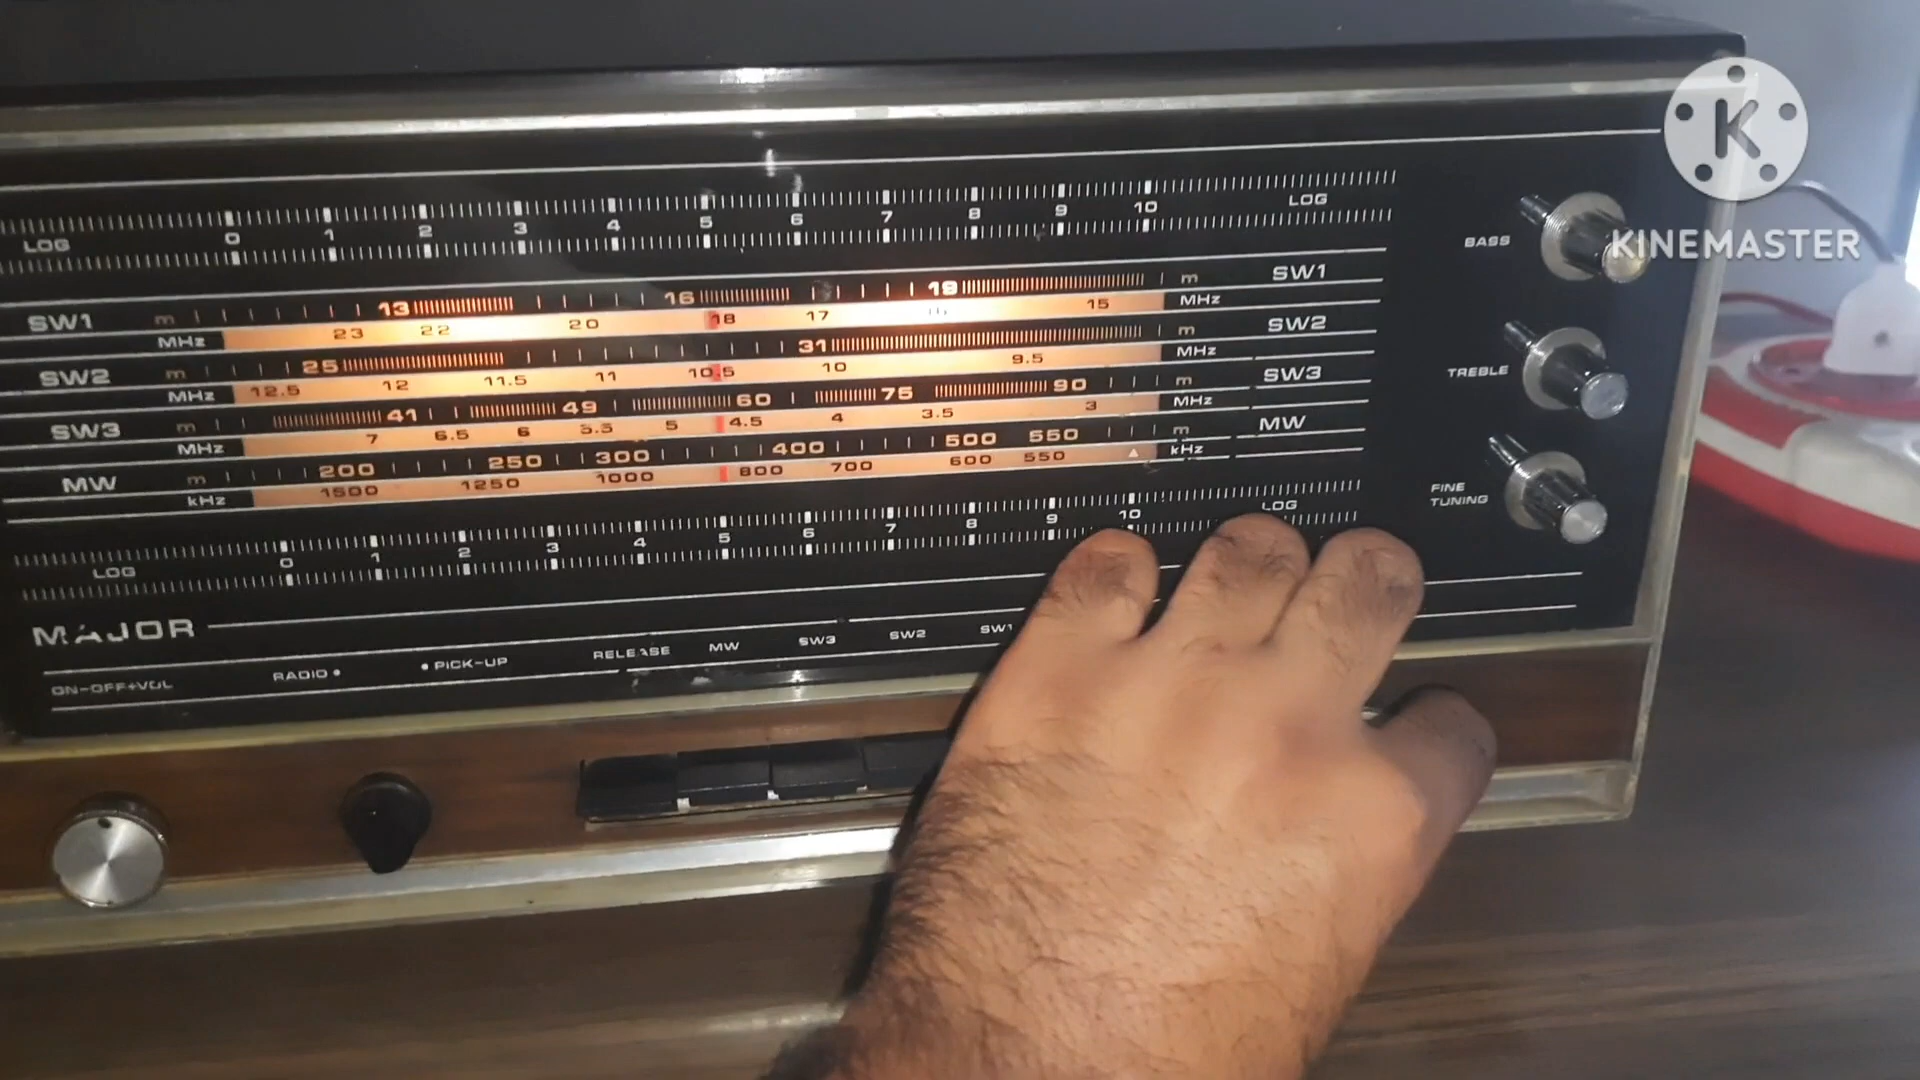 LOG 0 1 2 3 4 5 6 7 8 9 10 LOG
SW1 m 13 16 19 m SW1
MHz 23 22 20 18 17 15 MHz
SW2 m 25 31 m SW2
MHz 12.5 12 11.5 11 10.5 10 9.5 MHz
SW3 m 41 49 60 75 90 m SW3
MHz 7 6.5 6 5.5 5 4.5 4 3.5 3 MHz
MW m 200 250 300 400 500 550 m MW
kHz 1500 1250 1000 800 700 600 550 kHz
LOG 0 1 2 3 4 5 6 7 8 9 10 LOG
MAJOR
ON-OFF+VOL RADIO • • PICK-UP RELEASE MW SW3 SW2 SW1
BASS
TREBLE
FINE
TUNING
K
KINEMASTER